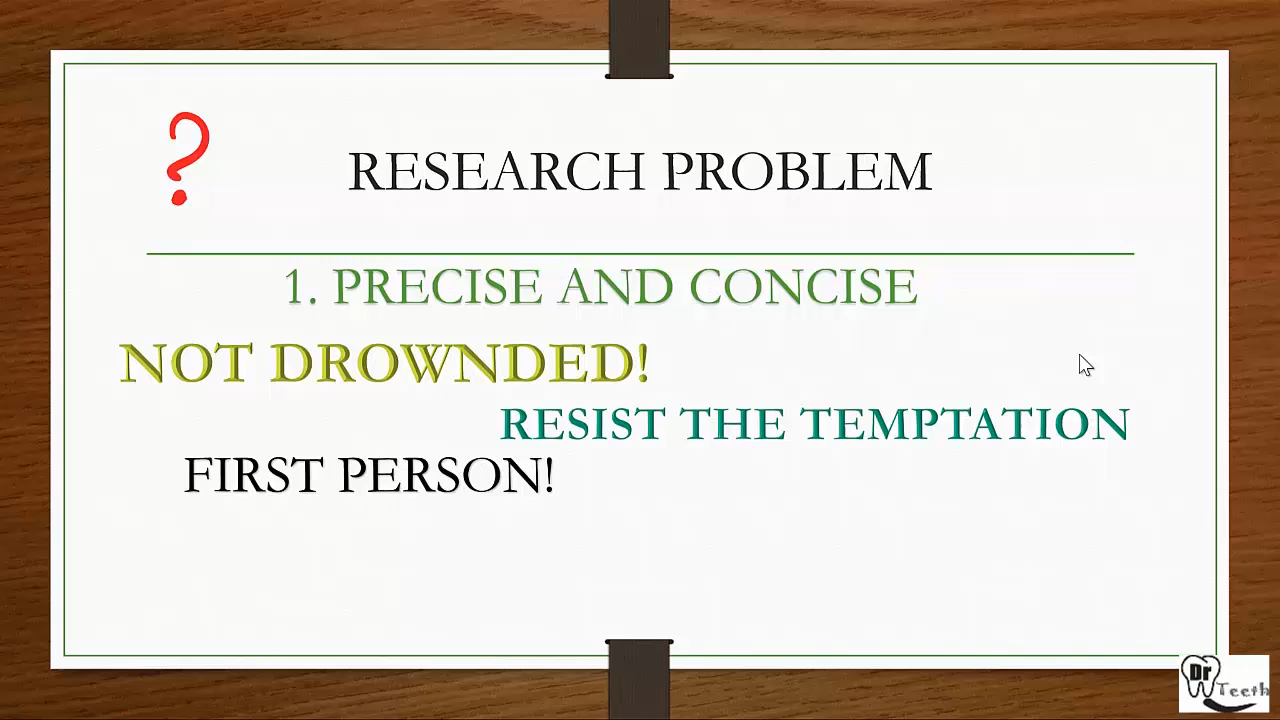 ?
RESEARCH PROBLEM
1. PRECISE AND CONCISE
NOT DROWNDED!
RESIST THE TEMPTATION
FIRST PERSON!
Dr
Teeth